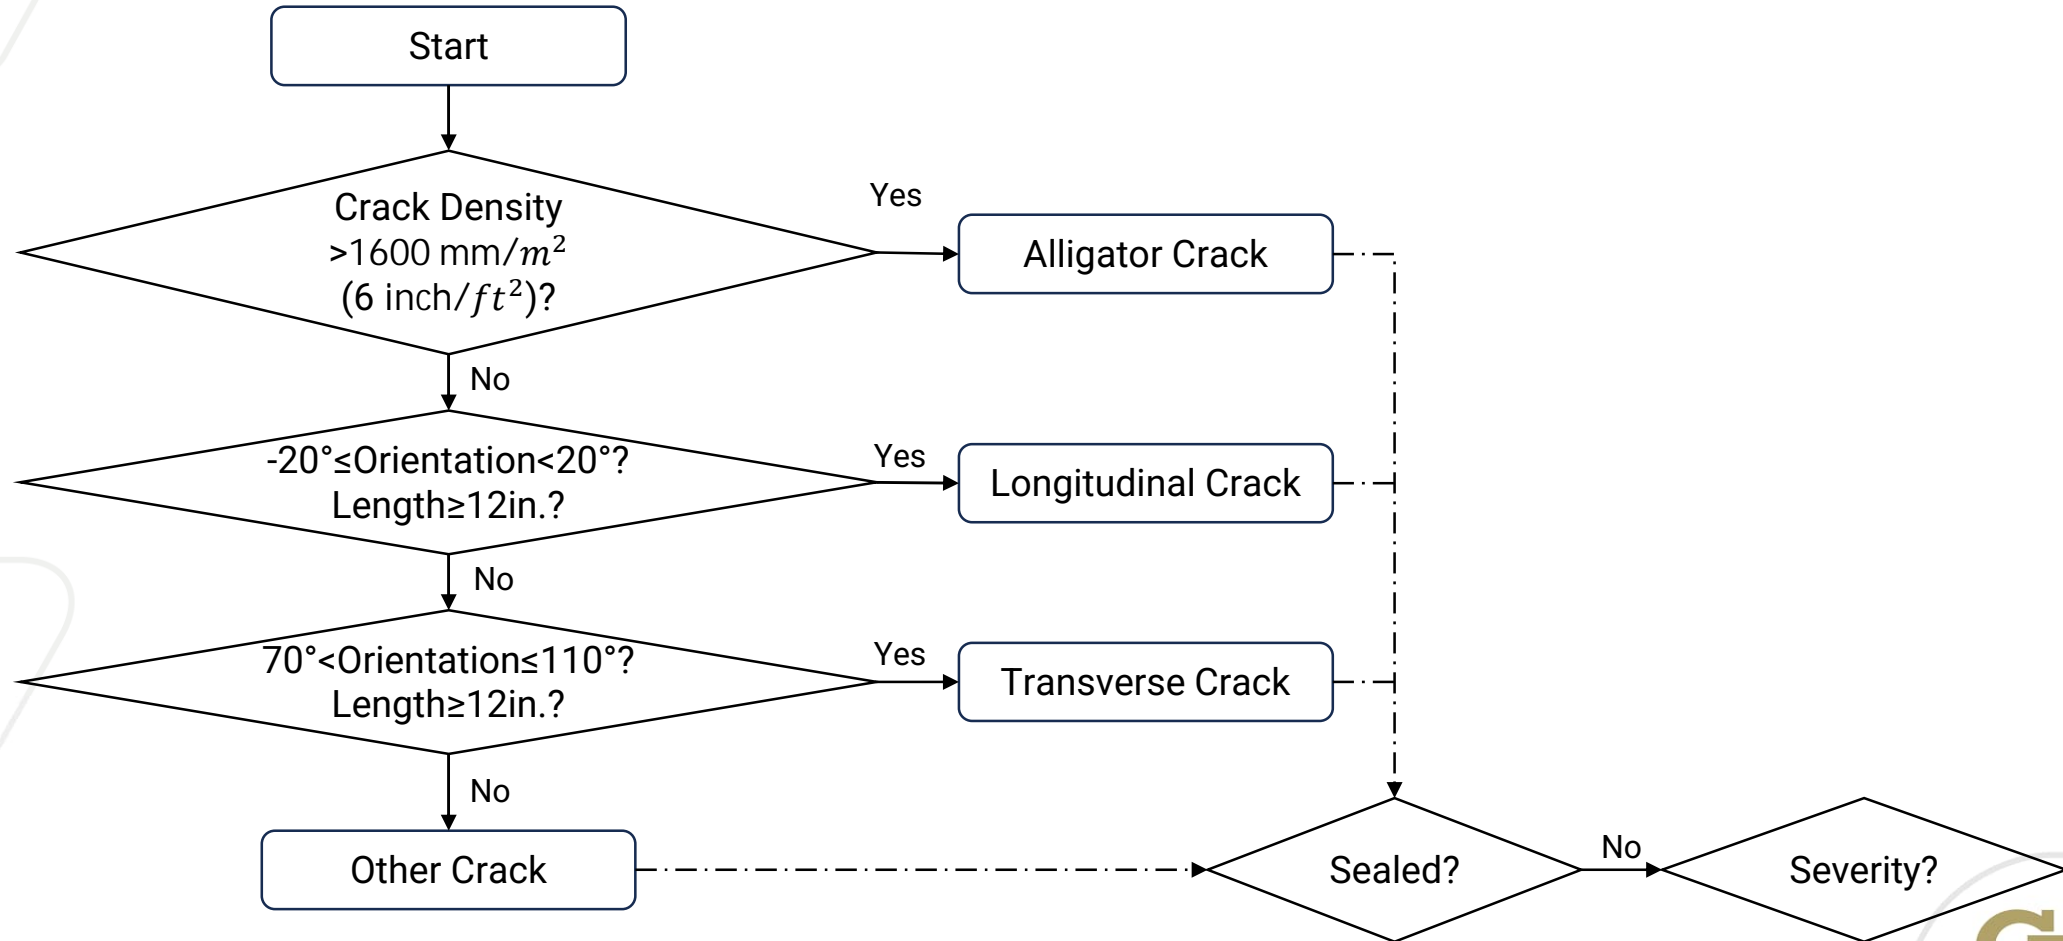 Start
Crack Density
>1600 mm/m²
(6 inch/ft²)?
Yes
Alligator Crack
No
-20°≤Orientation<20°?
Length≥12in.?
Yes
Longitudinal Crack
No
70°<Orientation≤110°?
Length≥12in.?
Yes
Transverse Crack
No
Other Crack
Sealed?
No
Severity?